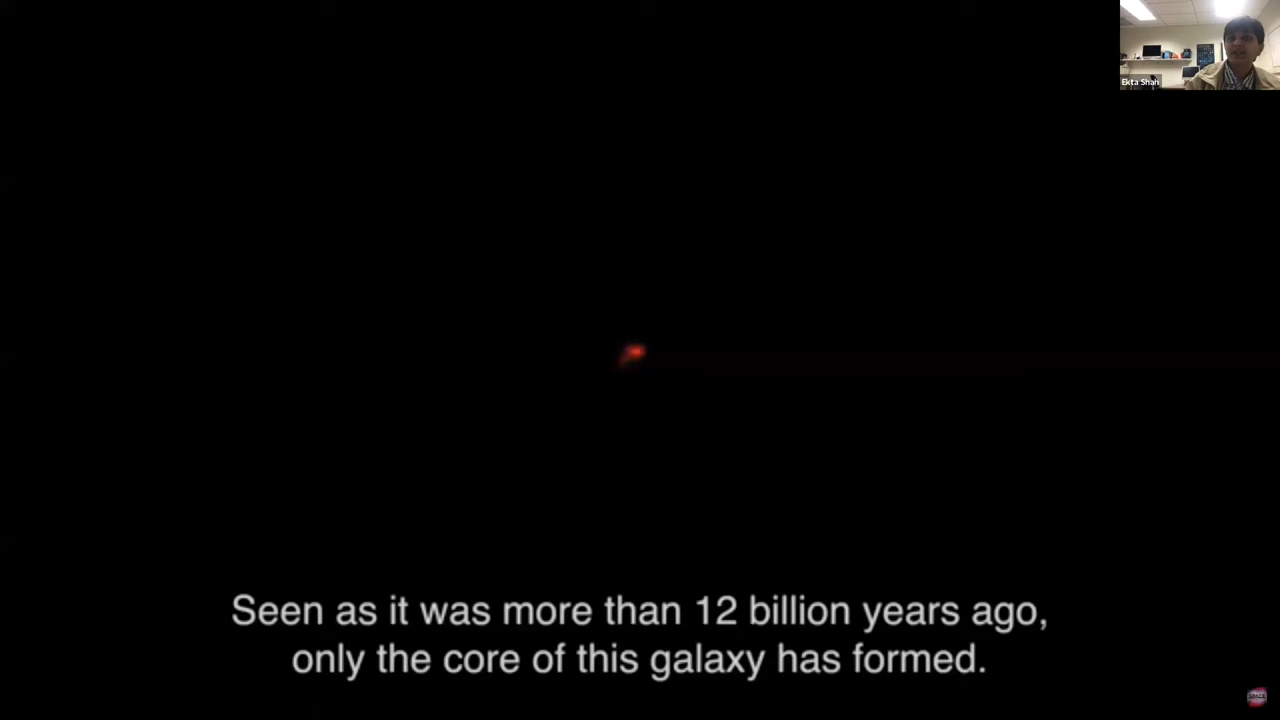 Ekta Shah
Seen as it was more than 12 billion years ago,
only the core of this galaxy has formed.